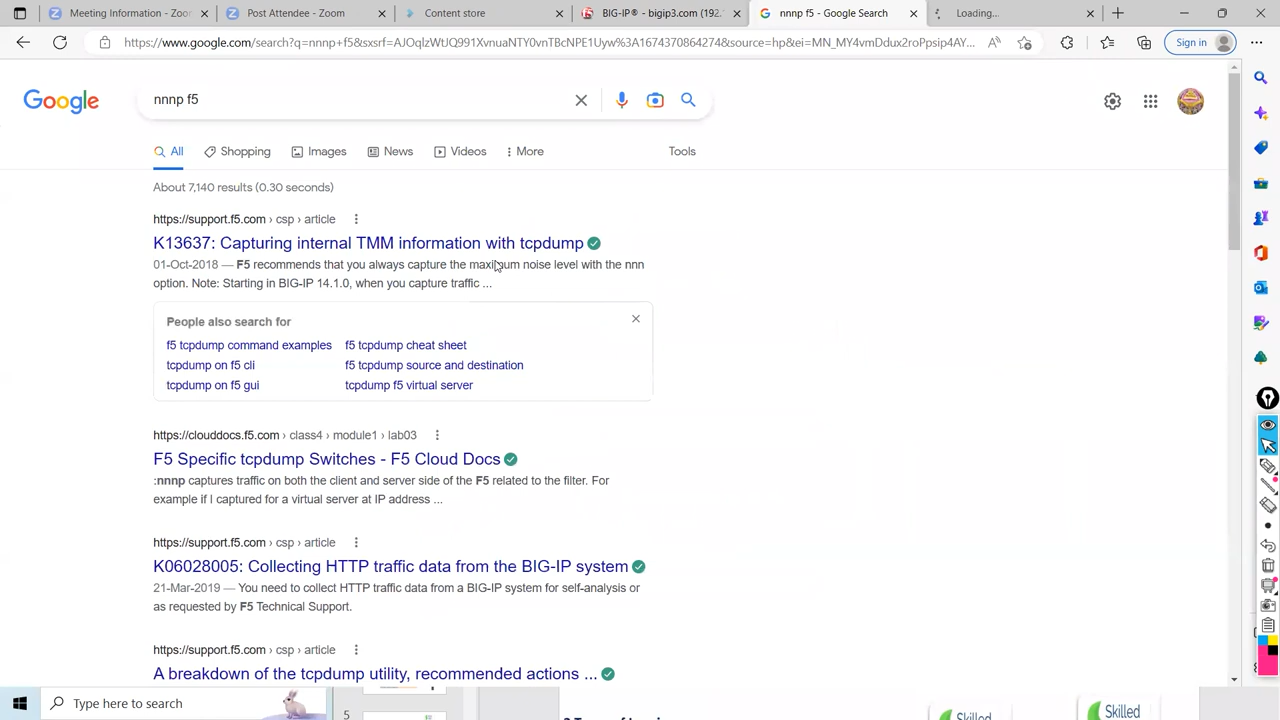 Meeting Information - Zoo
Post Attendee - Zoom
Content store
BIG-IP® - bigip3.com (192.
nnnp f5 - Google Search
Loading...
https://www.google.com/search?q=nnnp+f5&sxsrf=AJOqlzWtJQ991XvnuaNTY0vnTBcNPE1Uyw%3A1674370864274&source=hp&ei=MN_MY4vmDdux2roPpsip4AY...
Sign in
Google
nnnp f5
All
Shopping
Images
News
Videos
More
Tools
About 7,140 results (0.30 seconds)
https://support.f5.com › csp › article
K13637: Capturing internal TMM information with tcpdump
01-Oct-2018 — F5 recommends that you always capture the maximum noise level with the nnn
option. Note: Starting in BIG-IP 14.1.0, when you capture traffic ...
People also search for
f5 tcpdump command examples
f5 tcpdump cheat sheet
tcpdump on f5 cli
f5 tcpdump source and destination
tcpdump on f5 gui
tcpdump f5 virtual server
https://clouddocs.f5.com › class4 › module1 › lab03
F5 Specific tcpdump Switches - F5 Cloud Docs
:nnnp captures traffic on both the client and server side of the F5 related to the filter. For
example if I captured for a virtual server at IP address ...
https://support.f5.com › csp › article
K06028005: Collecting HTTP traffic data from the BIG-IP system
21-Mar-2019 — You need to collect HTTP traffic data from a BIG-IP system for self-analysis or
as requested by F5 Technical Support.
https://support.f5.com › csp › article
A breakdown of the tcpdump utility, recommended actions ...
Type here to search
5
Skilled
Skilled